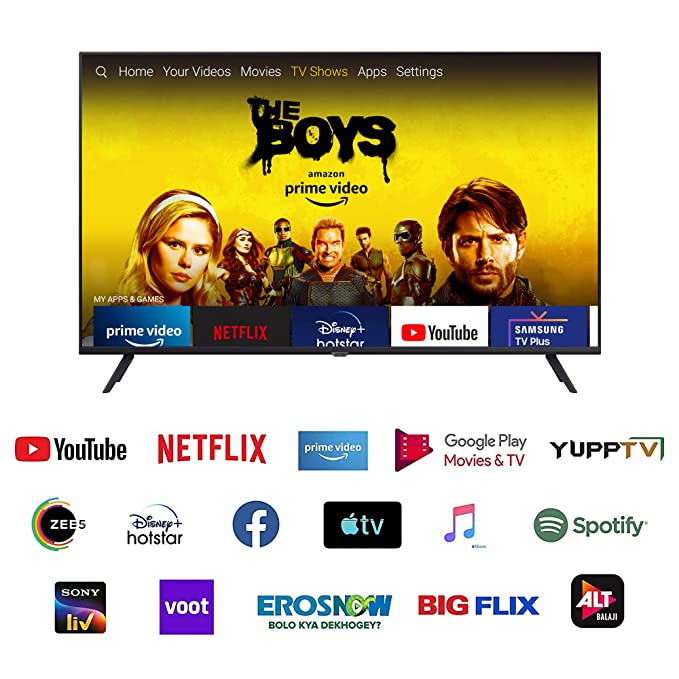 Home Your Videos Movies TV Shows Apps Settings
THE
BOYS
amazon
prime video
MY APPS & GAMES
prime video
NETFLIX
Disney+
hotstar
YouTube
SAMSUNG
TV Plus
YouTube
NETFLIX
prime video
Google Play
Movies & TV
YUPPTV
ZEE5
Disney+
hotstar
f
tv
Music
Spotify
SONY
liv
voot
EROSNOW
BOLO KYA DEKHOGEY?
BIG FLIX
ALT
BALAJI